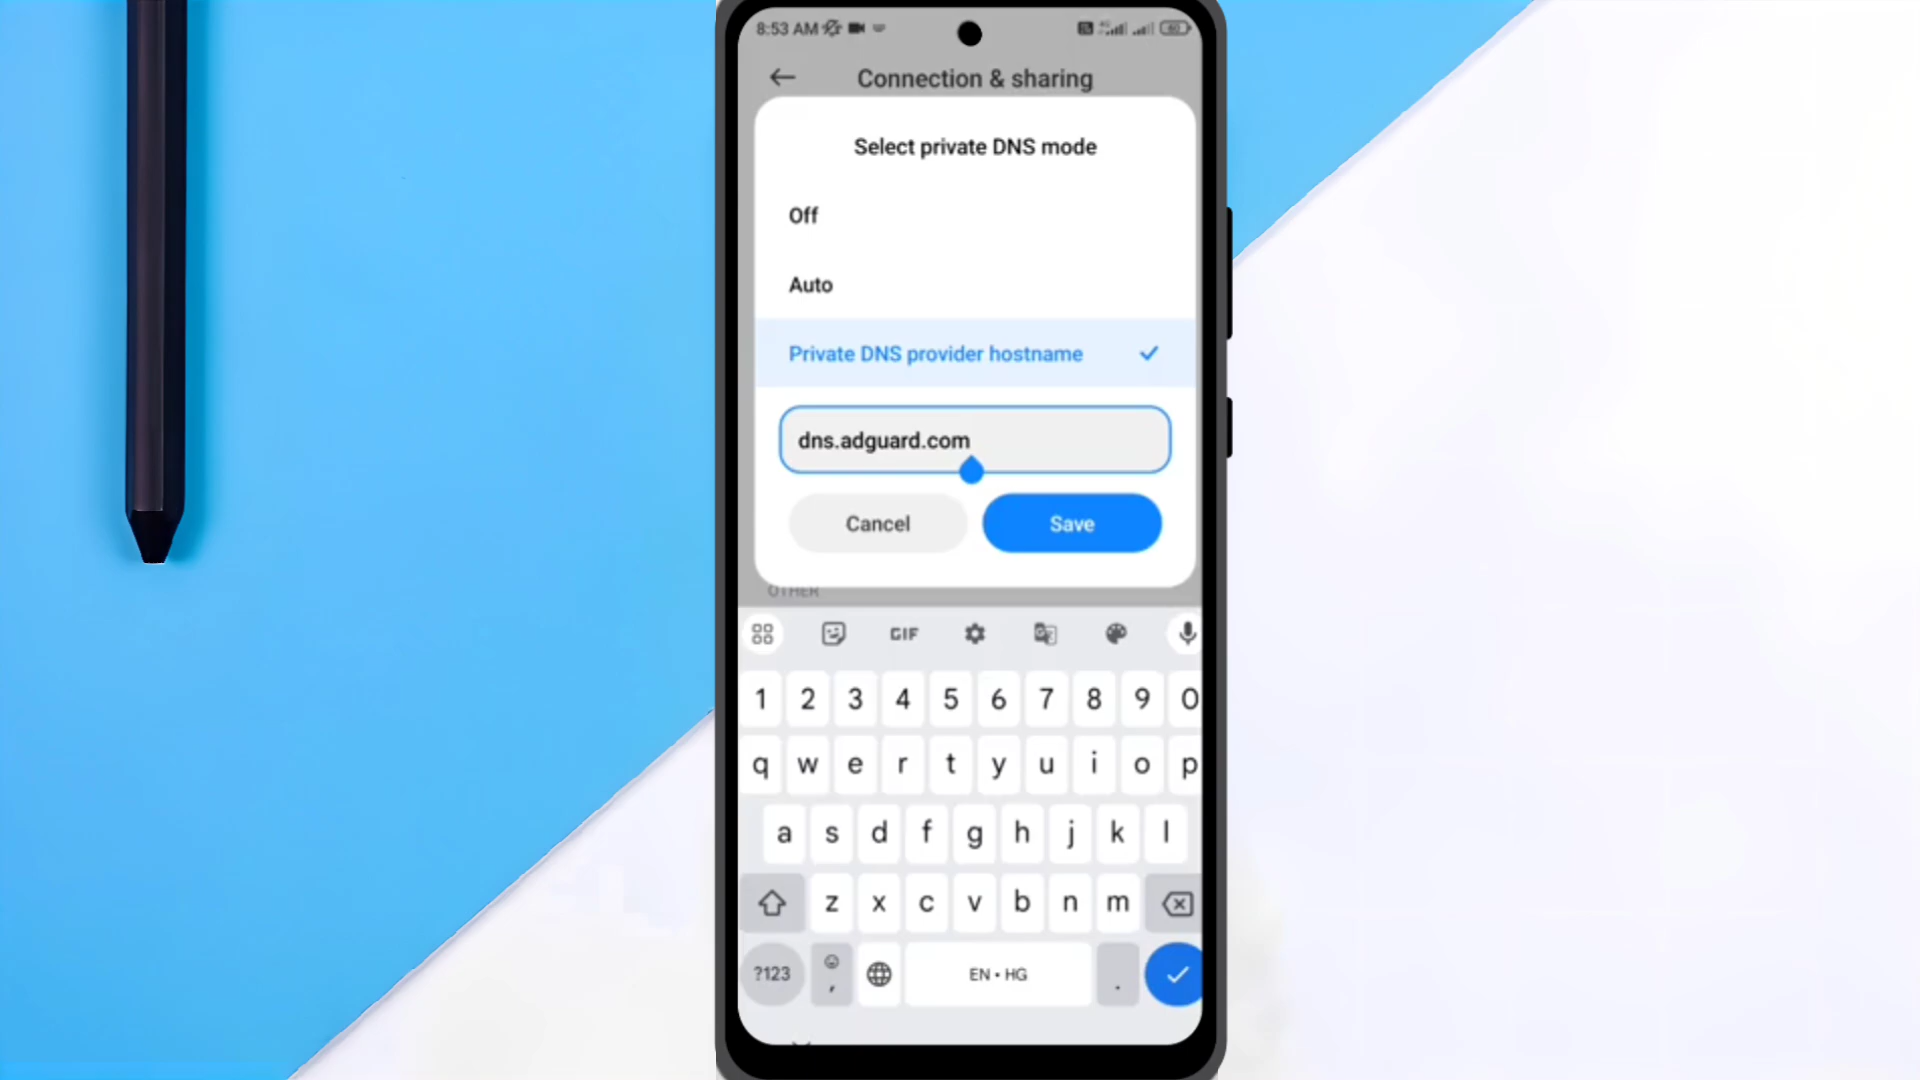 8:53 AM
Connection & sharing
Select private DNS mode
Off
Auto
Private DNS provider hostname
dns.adguard.com
Cancel
Save
OTHER
GIF
1 2 3 4 5 6 7 8 9 0
q w e r t y u i o p
a s d f g h j k l
z x c v b n m
?123 , EN • HG .